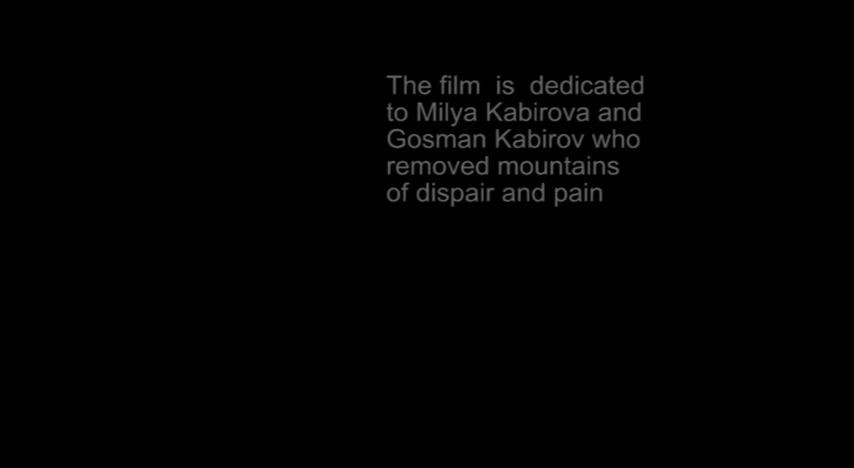 The film is dedicated
to Milya Kabirova and
Gosman Kabirov who
removed mountains
of dispair and pain